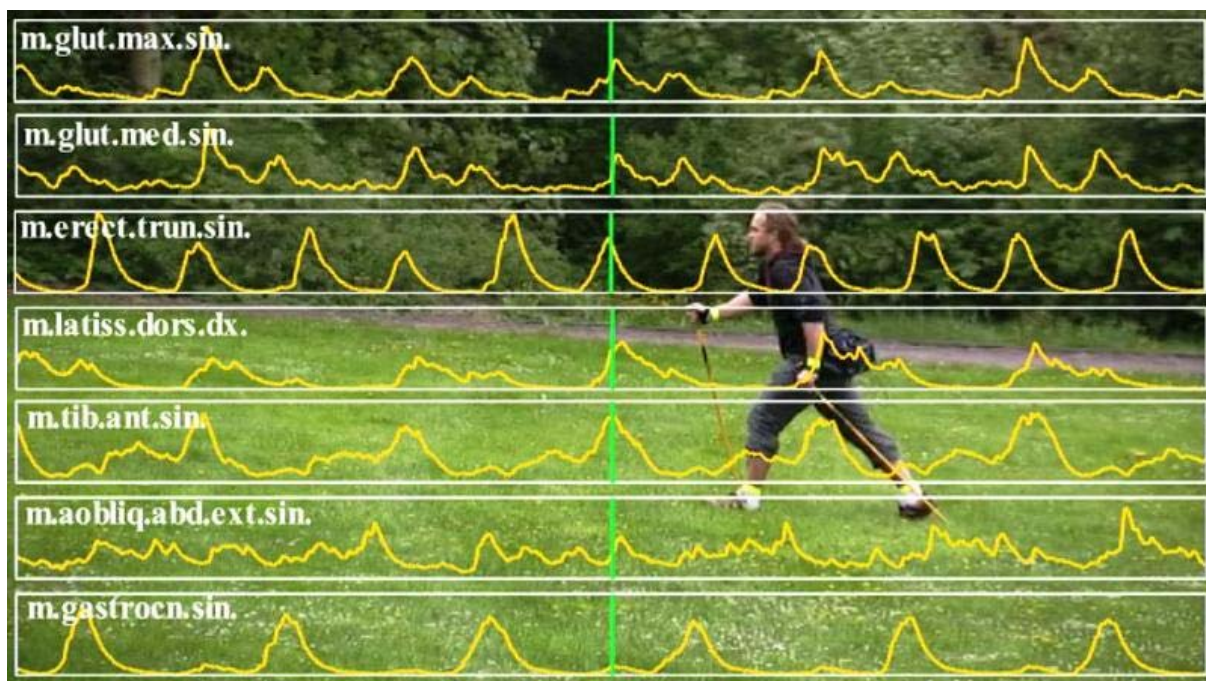 m.glut.max.sin.
m.glut.med.sin.
m.erect.trun.sin.
m.latiss.dors.dx.
m.tib.ant.sin.
m.aobliq.abd.ext.sin.
m.gastrocn.sin.